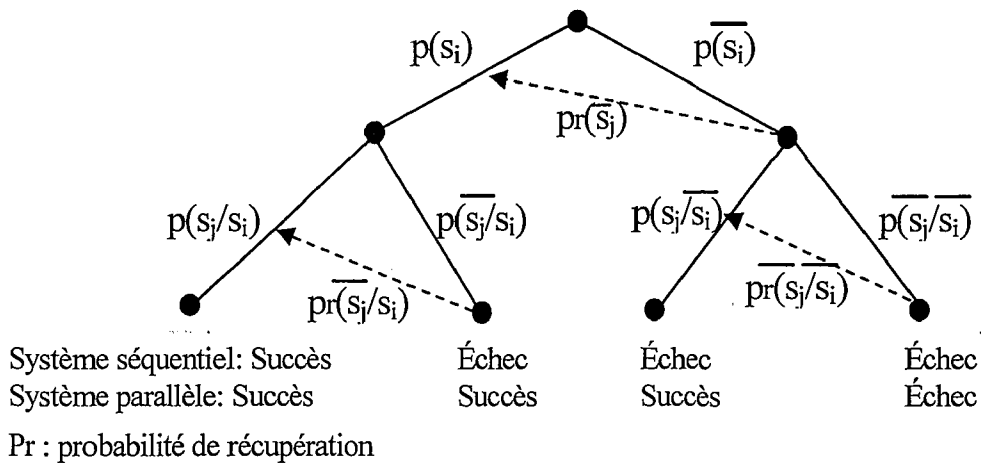 p(s̅i̅)
p(si)
pr(s̅j)
p(sj/si)
p(s̅j̅/si)
p(sj/s̅i̅)
p(s̅j̅/s̅i̅)
pr(s̅j̅/si)
pr(s̅j̅/s̅i̅)
Système séquentiel: Succès Échec Échec Échec
Système parallèle: Succès Succès Succès Échec
Pr : probabilité de récupération